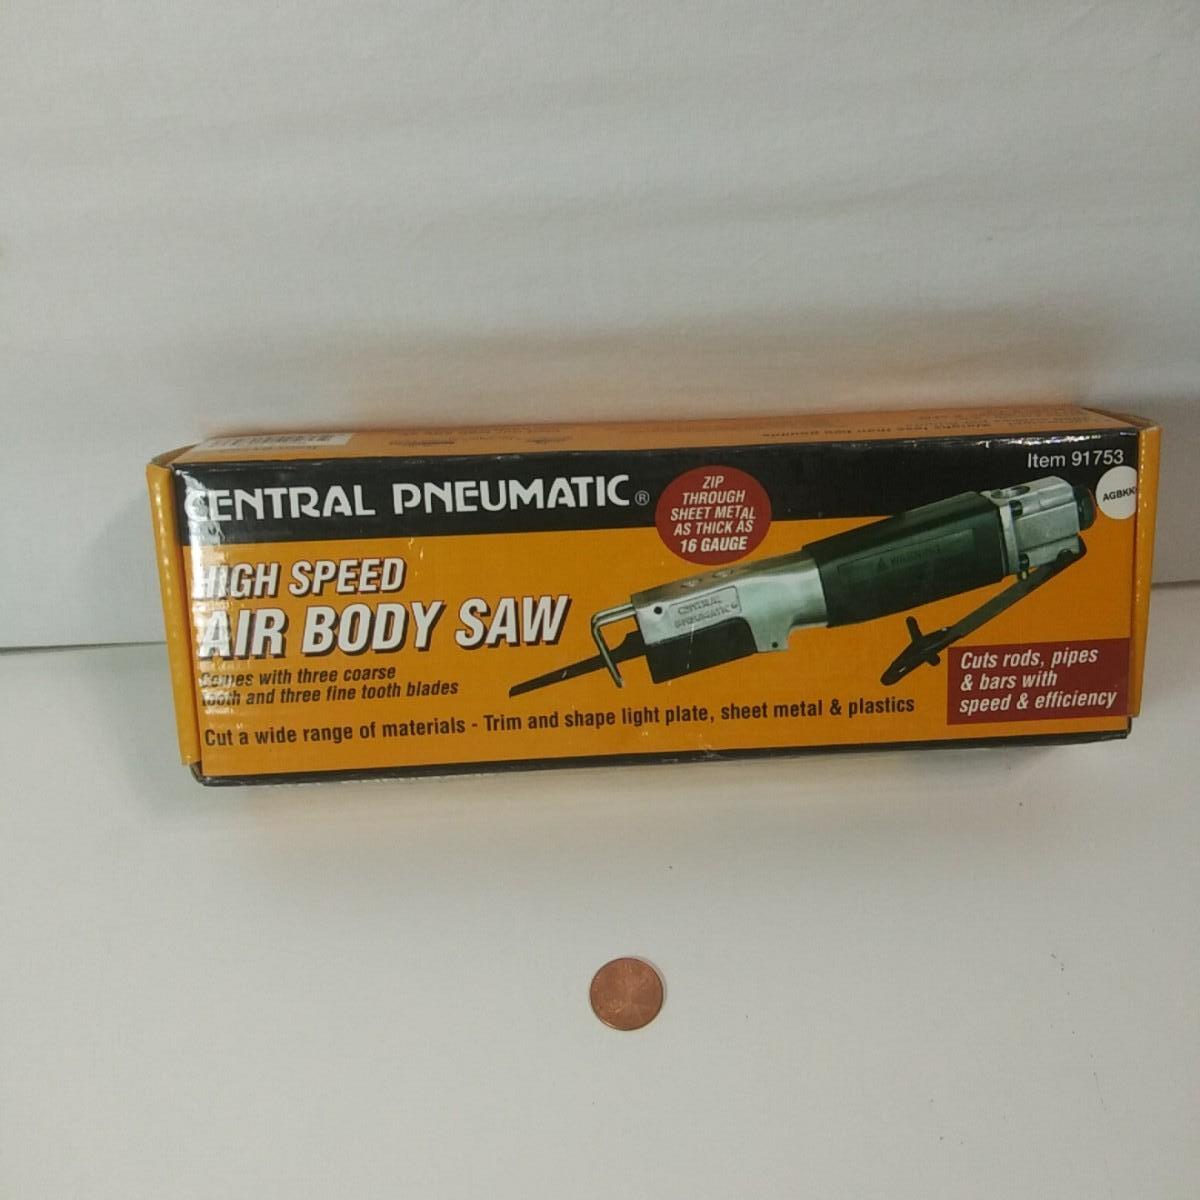 Item 91753
CENTRAL PNEUMATIC®
ZIP
THROUGH
SHEET METAL
AS THICK AS
16 GAUGE
AGBKK
HIGH SPEED
AIR BODY SAW
WARNING
CENTRAL
PNEUMATIC
Comes with three coarse
tooth and three fine tooth blades
Cuts rods, pipes
& bars with
speed & efficiency
Cut a wide range of materials - Trim and shape light plate, sheet metal & plastics